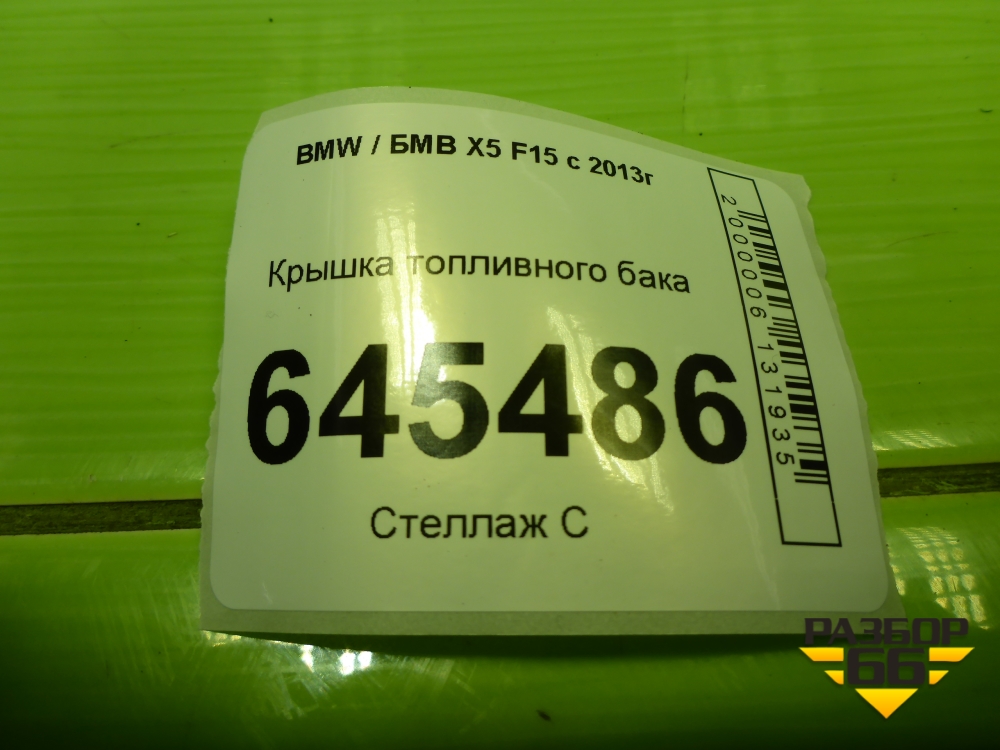 BMW / БМВ X5 F15 с 2013г
Крышка топливного бака
645486
Стеллаж С
2000006131935
РАЗБОР
66